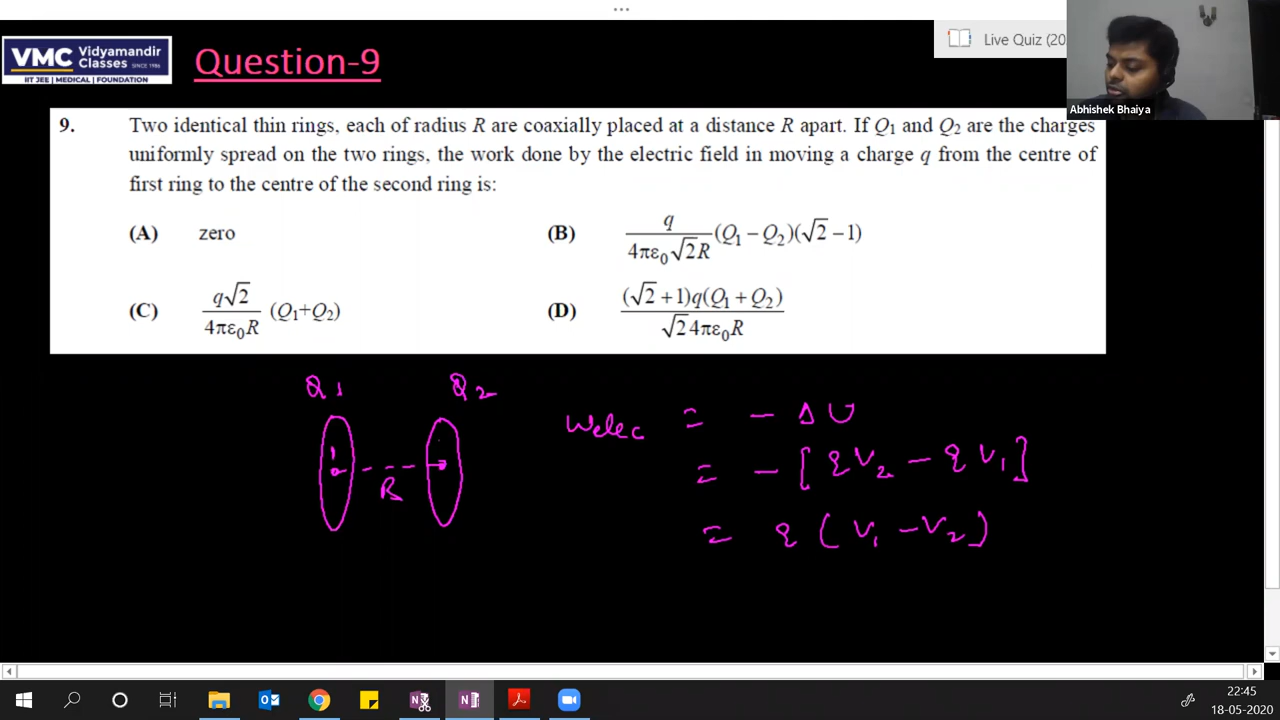 VMC Vidyamandir Classes SINCE 1986
IIT JEE | MEDICAL | FOUNDATION
Question-9
Live Quiz (20
Abhishek Bhaiya
9. Two identical thin rings, each of radius R are coaxially placed at a distance R apart. If Q₁ and Q₂ are the charges
uniformly spread on the two rings, the work done by the electric field in moving a charge q from the centre of
first ring to the centre of the second ring is:
(A) zero (B) q/(4πε₀√2R) (Q₁ − Q₂)(√2 − 1)
(C) q√2/(4πε₀R) (Q₁+Q₂) (D) (√2 + 1)q(Q₁ + Q₂)/(√2 4πε₀R)
Q₁ Q₂
R
Welec = − ΔU
= − [qV₂ − qV₁]
= q (V₁ − V₂)
22:45
18-05-2020